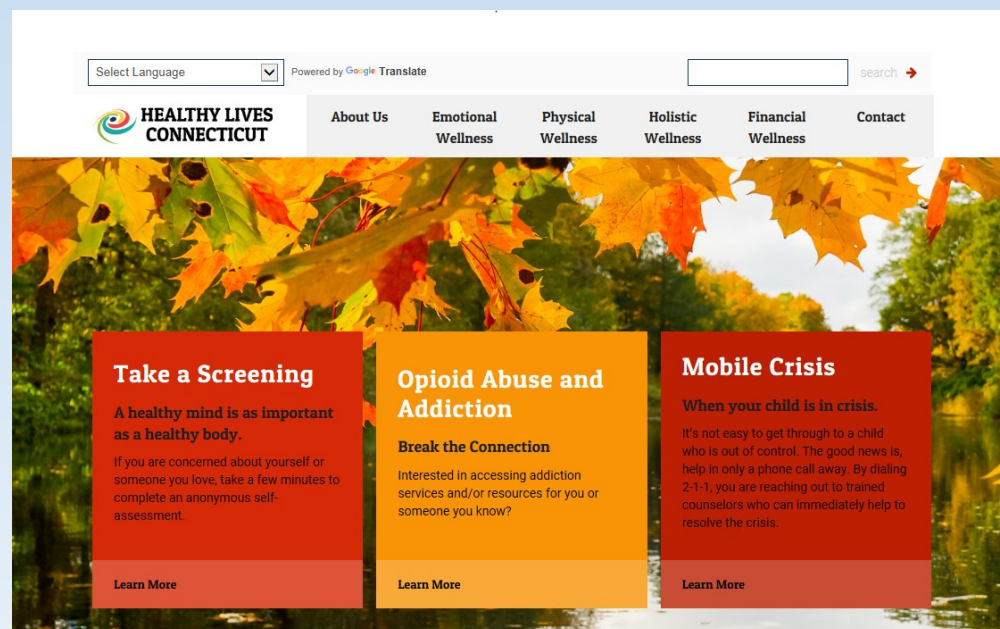 Select Language
Powered by Google Translate
search
HEALTHY LIVES
CONNECTICUT
About Us
Emotional
Wellness
Physical
Wellness
Holistic
Wellness
Financial
Wellness
Contact
Take a Screening
A healthy mind is as important
as a healthy body.
If you are concerned about yourself or
someone you love, take a few minutes to
complete an anonymous self-
assessment.
Learn More
Opioid Abuse and
Addiction
Break the Connection
Interested in accessing addiction
services and/or resources for you or
someone you know?
Learn More
Mobile Crisis
When your child is in crisis.
It's not easy to get through to a child
who is out of control. The good news is,
help in only a phone call away. By dialing
2-1-1, you are reaching out to trained
counselors who can immediately help to
resolve the crisis.
Learn More